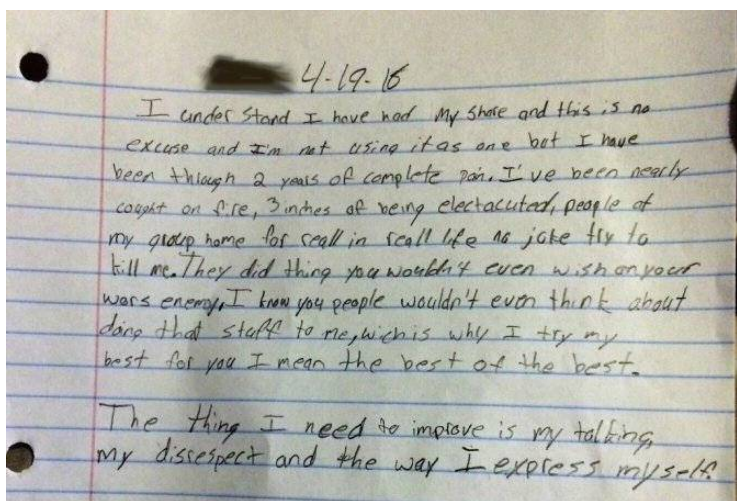 4-19-16
I under stand I have had my share and this is no
excuse and I'm not using it as one but I have
been through 2 years of complete pain. I've been nearly
cought on fire, 3 inches of being electacuted, people at
my group home for reall in reall life no joke try to
kill me. They did thing you wouldn't even wish on your
wors enemy, I know you people wouldn't even think about
doing that stuff to me, wich is why I try my
best for you I mean the best of the best.
The thing I need to improve is my talking,
my disrespect and the way I express myself.